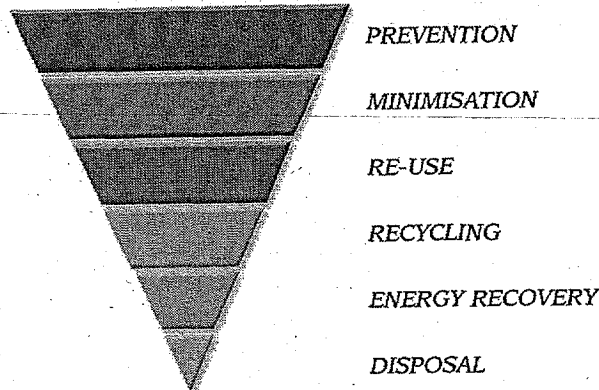 PREVENTION
MINIMISATION
RE-USE
RECYCLING
ENERGY RECOVERY
DISPOSAL